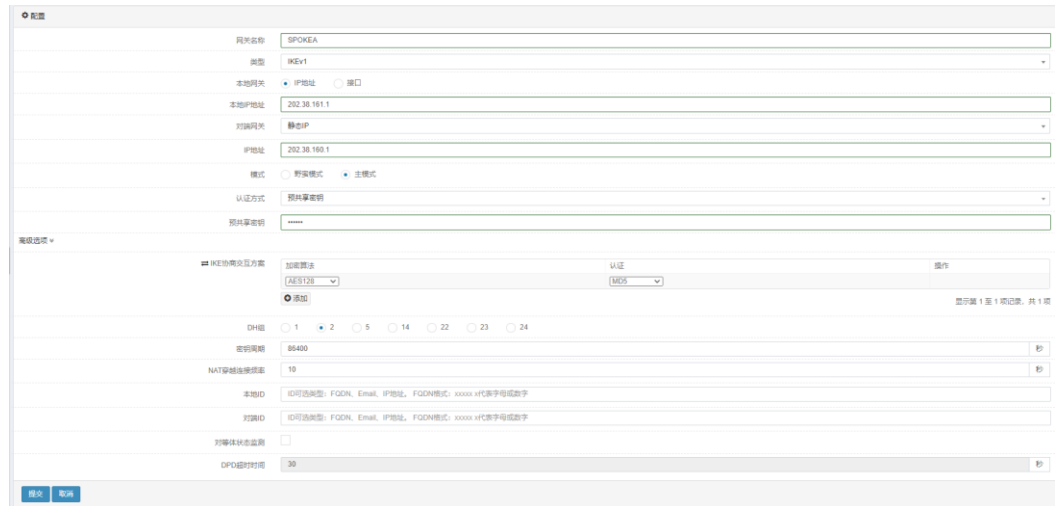 配置
网关名称 SPOKEA
类型 IKEv1
本地网关 IP地址 接口
本地IP地址 202.38.161.1
对端网关 静态IP
IP地址 202.38.160.1
模式 野蛮模式 主模式
认证方式 预共享密钥
预共享密钥 ••••••
高级选项
IKE协商交互方案 加密算法 认证 操作
AES128 MD5
添加 显示第 1 至 1 项记录，共 1 项
DH组 1 2 5 14 22 23 24
密钥周期 86400 秒
NAT穿越连接频率 10 秒
本地ID ID可选类型：FQDN、Email、IP地址。 FQDN格式：xxxxx x代表字母或数字
对端ID ID可选类型：FQDN、Email、IP地址。 FQDN格式：xxxxx x代表字母或数字
对等体状态监测
DPD超时时间 30 秒
提交 取消